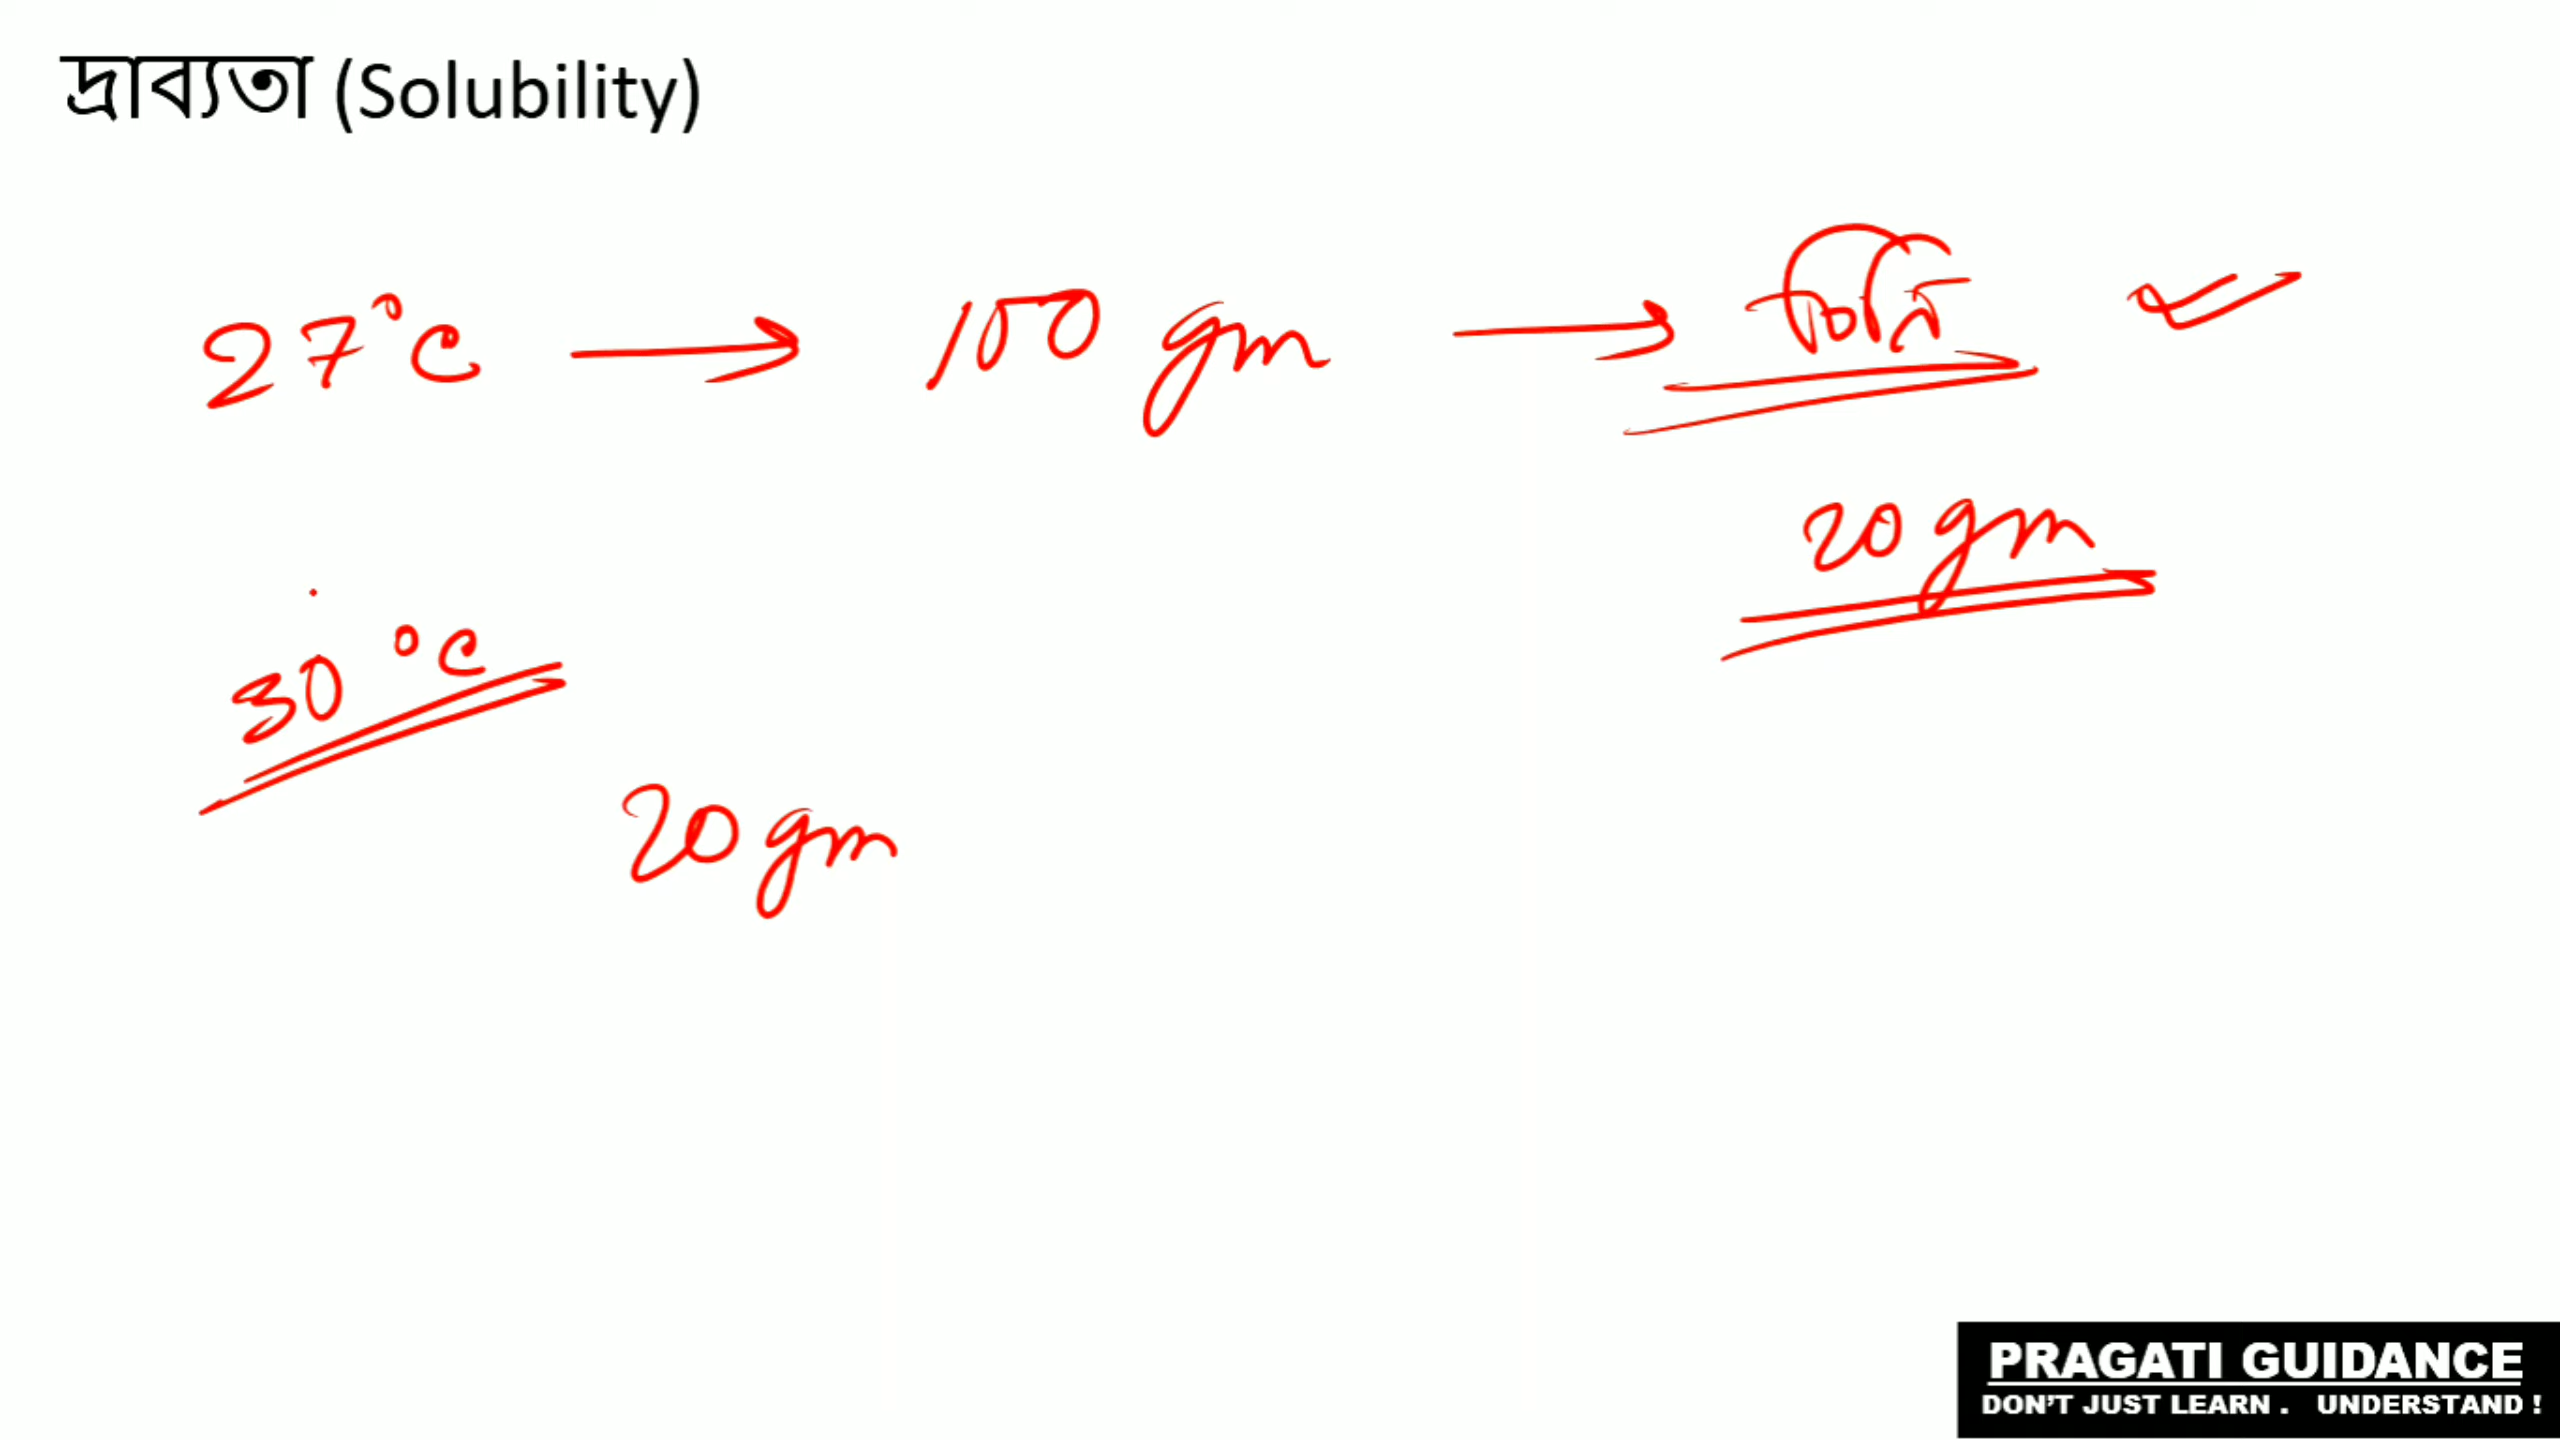 দ্রাব্যতা (Solubility)
27°C → 100 gm → চিনি
20 gm
30 °C
20 gm
PRAGATI GUIDANCE
DON'T JUST LEARN . UNDERSTAND !